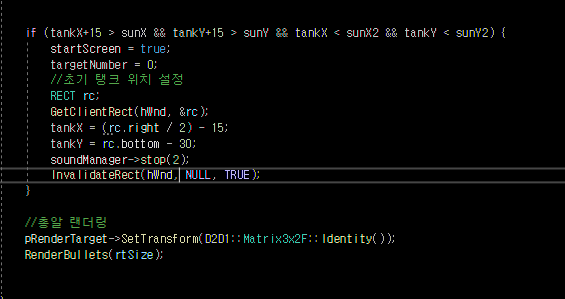 if (tankX+15 > sunX && tankY+15 > sunY && tankX < sunX2 && tankY < sunY2) {
startScreen = true;
targetNumber = 0;
//초기 탱크 위치 설정
RECT rc;
GetClientRect(hWnd, &rc);
tankX = (rc.right / 2) - 15;
tankY = rc.bottom - 30;
soundManager->stop(2);
InvalidateRect(hWnd, NULL, TRUE);
}
//총알 랜더링
pRenderTarget->SetTransform(D2D1::Matrix3x2F::Identity());
RenderBullets(rtSize);